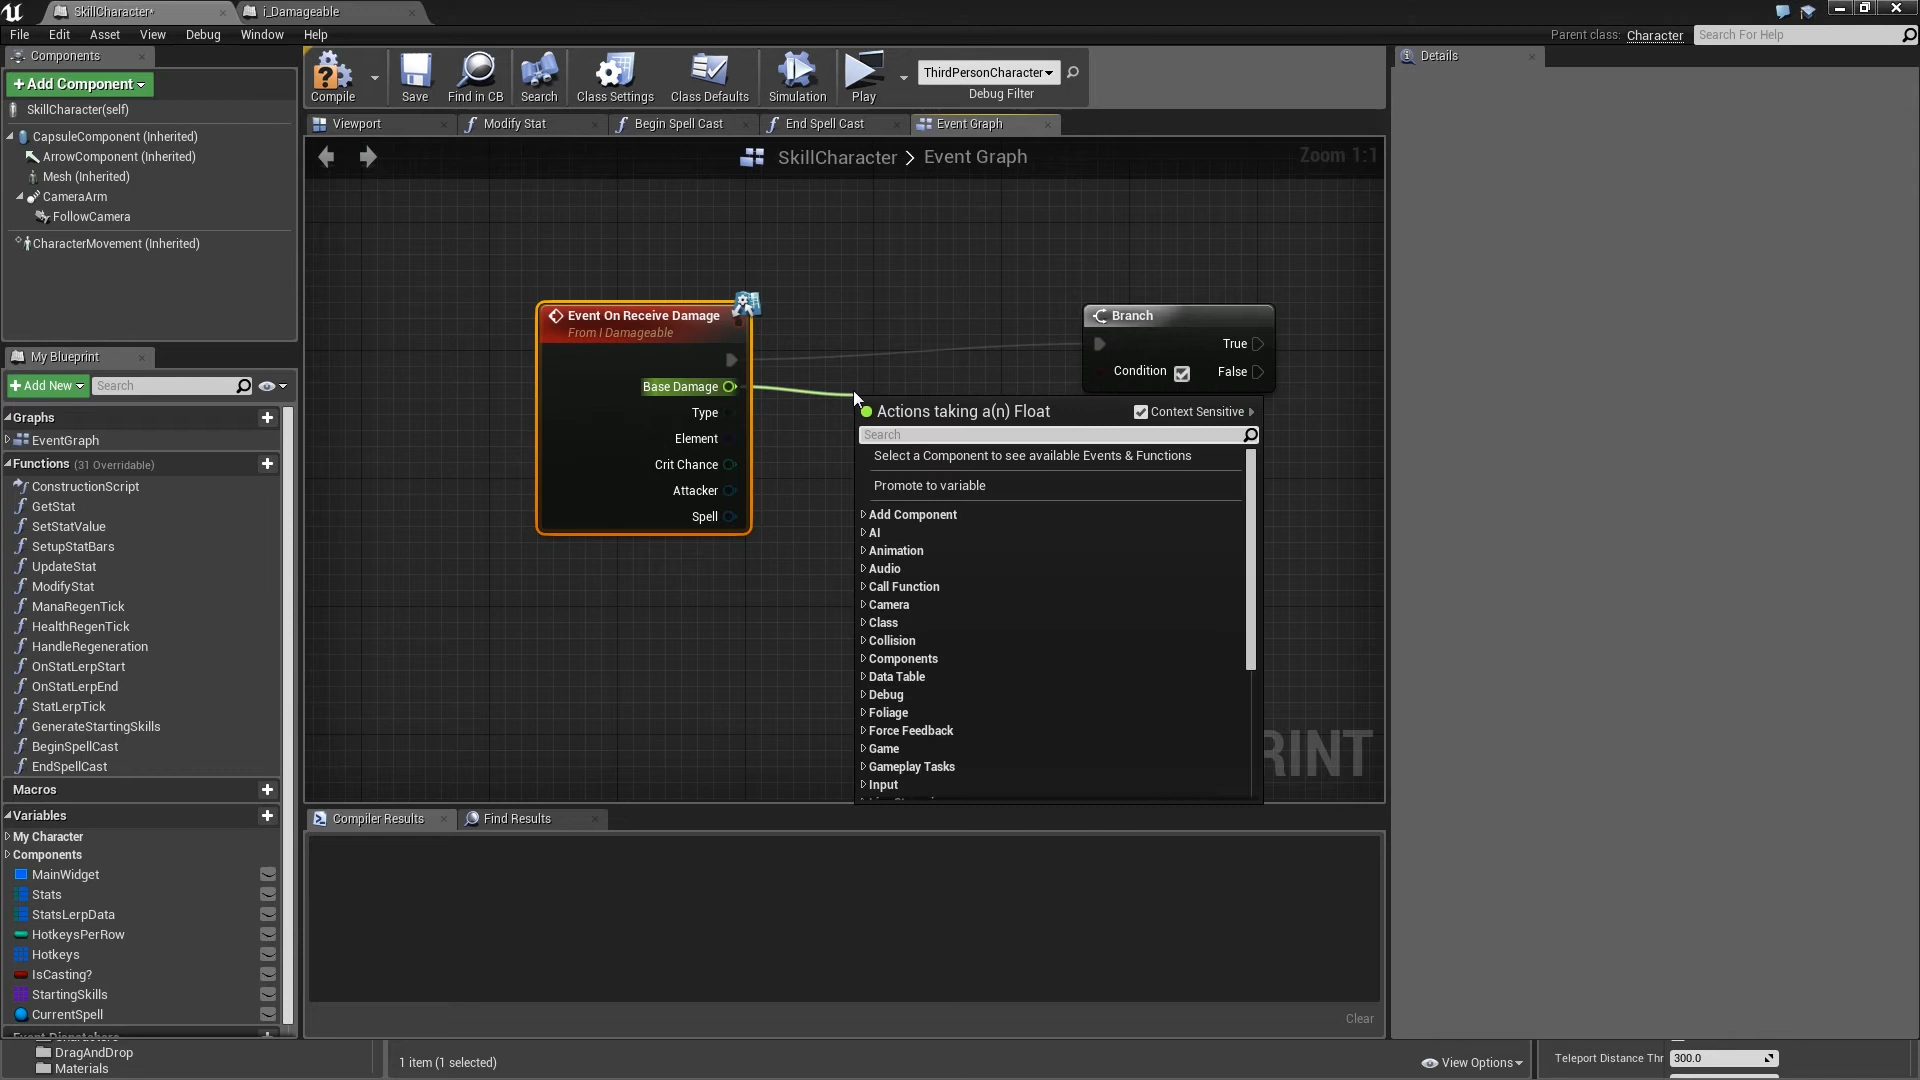 SkillCharacter*
i_Damageable
File Edit Asset View Debug Window Help
Parent class: Character
Search For Help
Components
+ Add Component
SkillCharacter(self)
CapsuleComponent (Inherited)
ArrowComponent (Inherited)
Mesh (Inherited)
CameraArm
FollowCamera
CharacterMovement (Inherited)
My Blueprint
+ Add New
Search
Graphs
EventGraph
Functions (31 Overridable)
ConstructionScript
GetStat
SetStatValue
SetupStatBars
UpdateStat
ModifyStat
ManaRegenTick
HealthRegenTick
HandleRegeneration
OnStatLerpStart
OnStatLerpEnd
StatLerpTick
GenerateStartingSkills
BeginSpellCast
EndSpellCast
Macros
Variables
My Character
Components
MainWidget
Stats
StatsLerpData
HotkeysPerRow
Hotkeys
IsCasting?
StartingSkills
CurrentSpell
DragAndDrop
Materials
Compile
Save
Find in CB
Search
Class Settings
Class Defaults
Simulation
Play
ThirdPersonCharacter
Debug Filter
Viewport
Modify Stat
Begin Spell Cast
End Spell Cast
Event Graph
SkillCharacter > Event Graph
Zoom 1:1
Event On Receive Damage
From I Damageable
Base Damage
Type
Element
Crit Chance
Attacker
Spell
Branch
True
Condition
False
Actions taking a(n) Float
Context Sensitive
Search
Select a Component to see available Events & Functions
Promote to variable
Add Component
AI
Animation
Audio
Call Function
Camera
Class
Collision
Components
Data Table
Debug
Foliage
Force Feedback
Game
Gameplay Tasks
Input
RINT
Compiler Results
Find Results
Clear
1 item (1 selected)
View Options
Details
Teleport Distance Thr
300.0